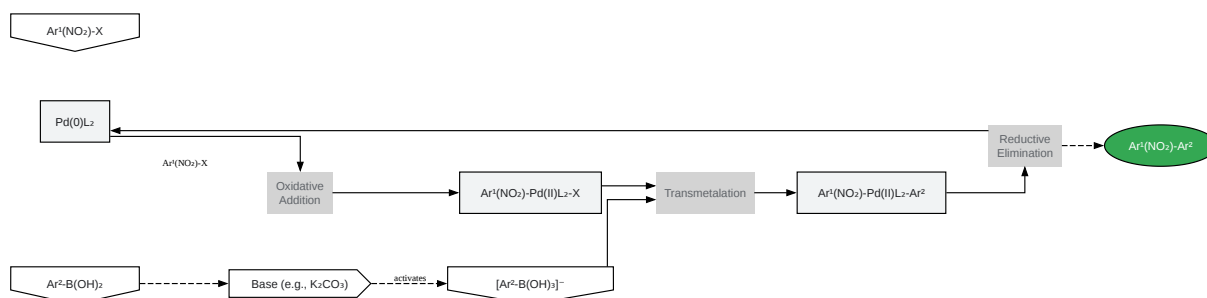 Ar¹(NO₂)-X
Pd(0)L₂
Ar¹(NO₂)-X
Oxidative
Addition
Ar¹(NO₂)-Pd(II)L₂-X
Transmetalation
Ar¹(NO₂)-Pd(II)L₂-Ar²
Reductive
Elimination
Ar¹(NO₂)-Ar²
Ar²-B(OH)₂
Base (e.g., K₂CO₃)
activates
[Ar²-B(OH)₃]⁻